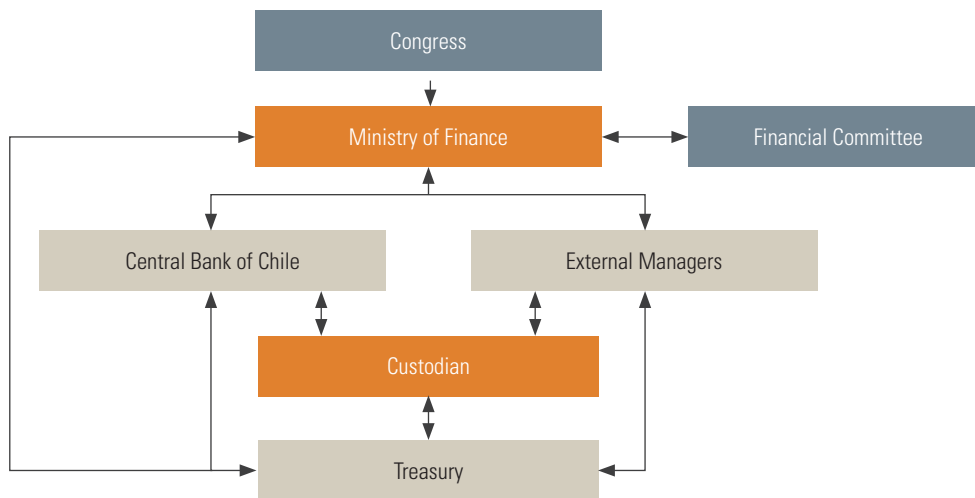 Congress
Ministry of Finance
Financial Committee
Central Bank of Chile
External Managers
Custodian
Treasury